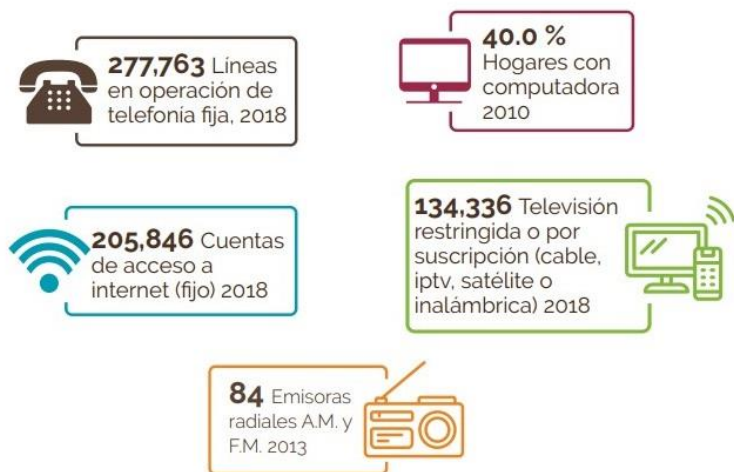 277,763 Líneas
en operación de
telefonía fija, 2018
40.0 %
Hogares con
computadora
2010
205,846 Cuentas
de acceso a
internet (fijo) 2018
134,336 Televisión
restringida o por
suscripción (cable,
iptv, satélite o
inalámbrica) 2018
84 Emisoras
radiales A.M. y
F.M. 2013